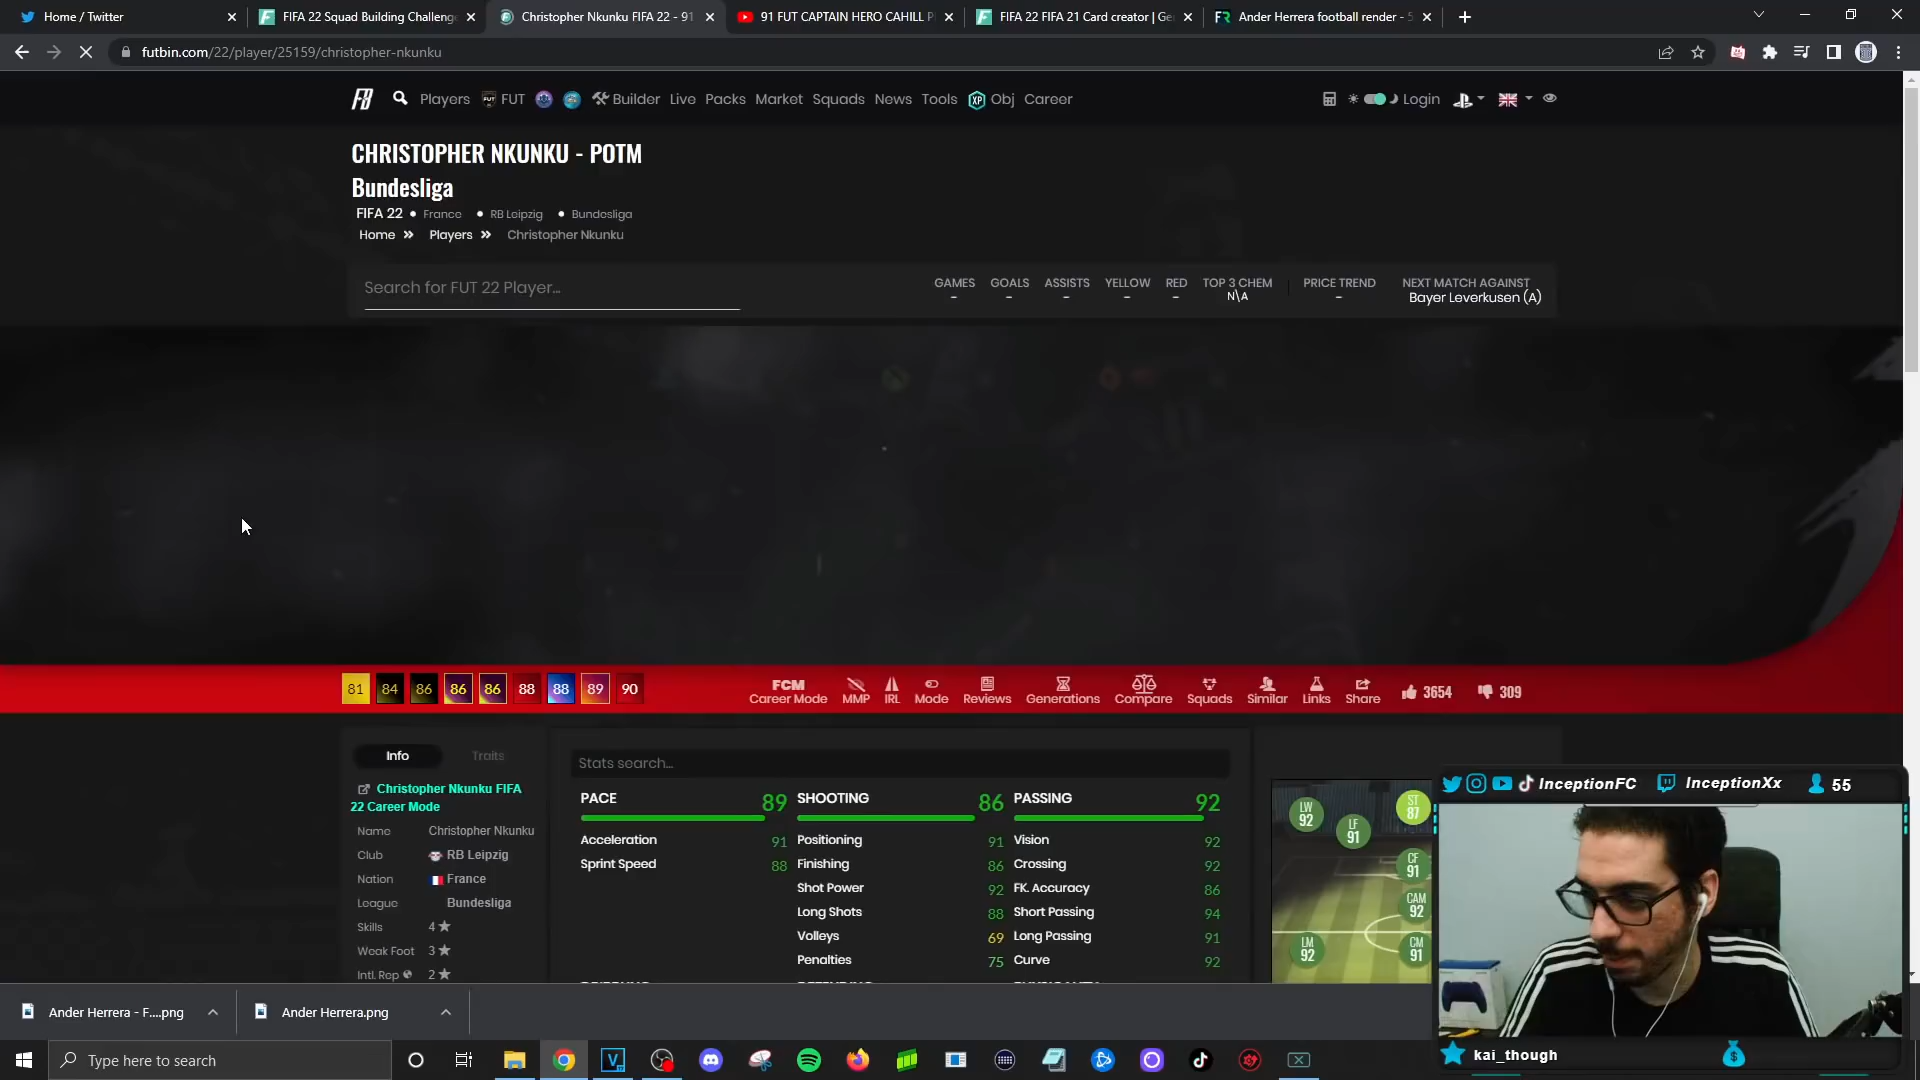 Home / Twitter
FIFA 22 Squad Building Challenge
Christopher Nkunku FIFA 22 - 91
91 FUT CAPTAIN HERO CAHILL P
FIFA 22 FIFA 21 Card creator | Ge
Ander Herrera football render - 5
futbin.com/22/player/25159/christopher-nkunku
Players FUT Builder Live Packs Market Squads News Tools XP Obj Career Login
CHRISTOPHER NKUNKU - POTM
Bundesliga
FIFA 22 • France • RB Leipzig • Bundesliga
Home » Players » Christopher Nkunku
Search for FUT 22 Player...
GAMES GOALS ASSISTS YELLOW RED TOP 3 CHEM PRICE TREND NEXT MATCH AGAINST
- - - - - N\A - Bayer Leverkusen (A)
81 84 86 86 86 88 88 89 90
FCM
Career Mode MMP IRL Mode Reviews Generations Compare Squads Similar Links Share 3654 309
Info Traits
Christopher Nkunku FIFA
22 Career Mode
Name Christopher Nkunku
Club RB Leipzig
Nation France
League Bundesliga
Skills 4★
Weak Foot 3★
Intl. Rep 2★
Stats search...
PACE 89 SHOOTING 86 PASSING 92
Acceleration 91 Positioning 91 Vision 92
Sprint Speed 88 Finishing 86 Crossing 92
Shot Power 92 FK. Accuracy 86
Long Shots 88 Short Passing 94
Volleys 69 Long Passing 91
Penalties 75 Curve 92
LW
92
LF
91
ST
87
CF
91
CAM
92
LM
92
CM
91
InceptionFC InceptionXx 55
kai_though
Ander Herrera - F....png
Ander Herrera.png
Type here to search